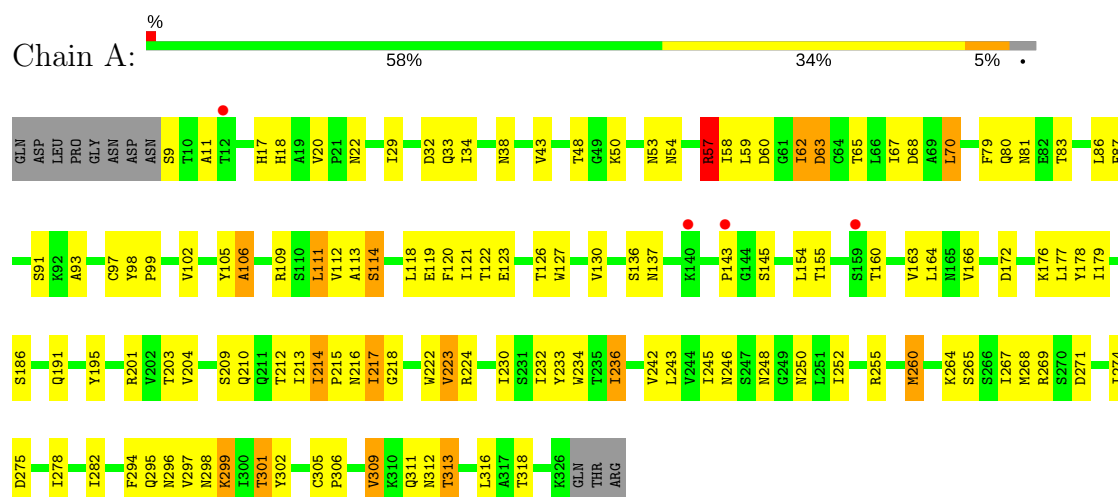 %
Chain A:
58% 34% 5% •
GLN ASP LEU PRO GLY ASN ASP ASN S9 T10 A11 T12 H17 H18 A19 V20 P21 N22 I29 D32 Q33 I34 N38 V43 T48 G49 K50 N53 N54 R57 I58 L59 D60 G61 I62 D63 C64 T65 L66 I67 D68 A69 L70 F79 Q80 N81 E82 T83 L86
S91 K92 A93 C97 Y98 P99 V102 Y105 A106 R109 S110 L111 V112 A113 S114 L118 E119 F120 I121 T122 E123 T126 W127 V130 S136 N137 K140 P143 G144 S145 L154 T155 S159 T160 V163 L164 N165 V166 D172 K176 L177 Y178 I179
S186 Q191 Y195 R201 V202 T203 V204 S209 Q210 Q211 T212 I213 I214 P215 N216 I217 G218 W222 V223 R224 I230 S231 I232 Y233 W234 T235 I236 V242 L243 V244 I245 N246 S247 N248 G249 N250 L251 I252 R255 M260 K264 S265 S266 I267 M268 R269 S270 D271
D275 I278 I282 F294 Q295 N296 V297 N298 K299 I300 T301 Y302 C305 P306 V309 K310 Q311 N312 T313 L316 A317 T318 K326 GLN THR ARG